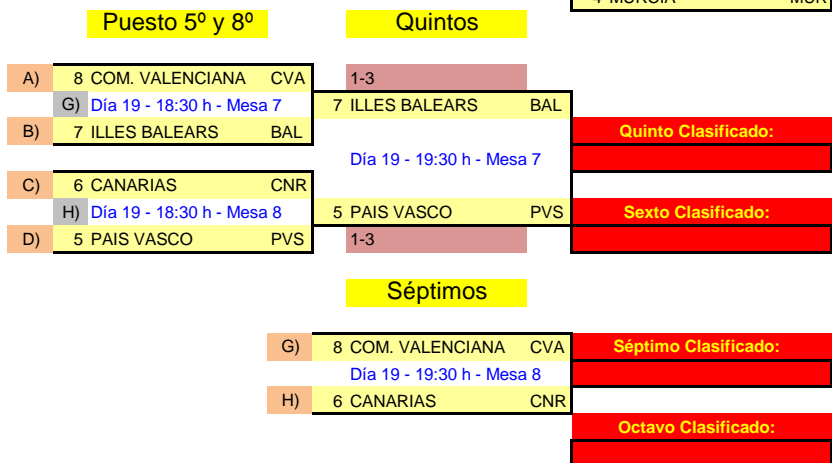 4 MURCIA MUR
Puesto 5º y 8º Quintos
A) 8 COM. VALENCIANA CVA 1-3
G) Día 19 - 18:30 h - Mesa 7 7 ILLES BALEARS BAL
B) 7 ILLES BALEARS BAL Quinto Clasificado:
Día 19 - 19:30 h - Mesa 7
C) 6 CANARIAS CNR
H) Día 19 - 18:30 h - Mesa 8 5 PAIS VASCO PVS Sexto Clasificado:
D) 5 PAIS VASCO PVS 1-3
Séptimos
G) 8 COM. VALENCIANA CVA Séptimo Clasificado:
Día 19 - 19:30 h - Mesa 8
H) 6 CANARIAS CNR
Octavo Clasificado: